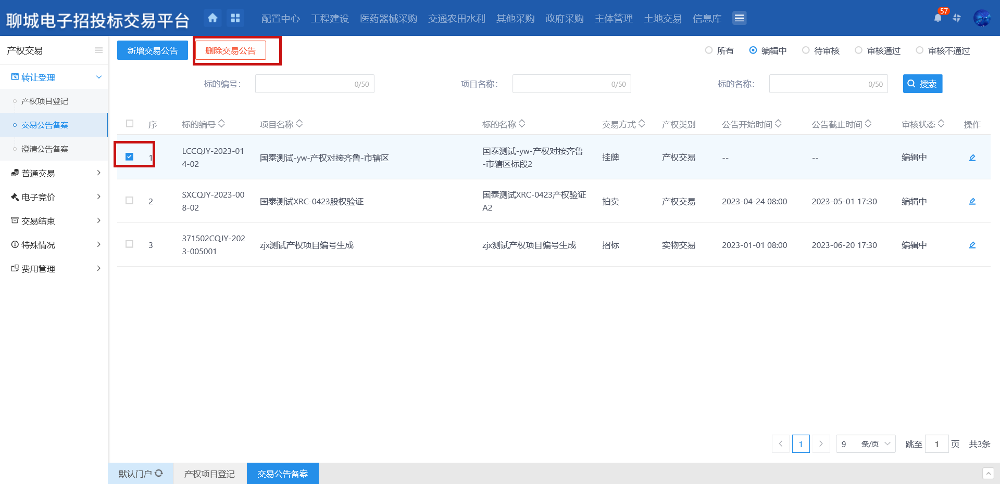 聊城电子招投标交易平台
配置中心 工程建设 医药器械采购 交通农田水利 其他采购 政府采购 主体管理 土地交易 信息库
57
产权交易
转让受理
产权项目登记
交易公告备案
澄清公告备案
普通交易
电子竞价
交易结束
特殊情况
费用管理
新增交易公告 删除交易公告
所有 编辑中 待审核 审核通过 审核不通过
标的编号: 0/50 项目名称: 0/50 标的名称: 0/50 搜索
序 标的编号 项目名称 标的名称 交易方式 产权类别 公告开始时间 公告截止时间 审核状态 操作
1 LCCQJY-2023-01 国泰测试-yw-产权对接齐鲁-市辖区 国泰测试-yw-产权对接齐鲁 挂牌 产权交易 -- -- 编辑中
4-02 -市辖区标段2
2 SXCQJY-2023-00 国泰测试XRC-0423股权验证 国泰测试XRC-0423产权验证 拍卖 产权交易 2023-04-24 08:00 2023-05-01 17:30 编辑中
8-02 A2
3 371502CQJY-202 zjx测试产权项目编号生成 zjx测试产权项目编号生成 招标 实物交易 2023-01-01 08:00 2023-06-20 17:30 编辑中
3-005001
1 9 条/页 跳至 1 页 共3条
默认门户 产权项目登记 交易公告备案